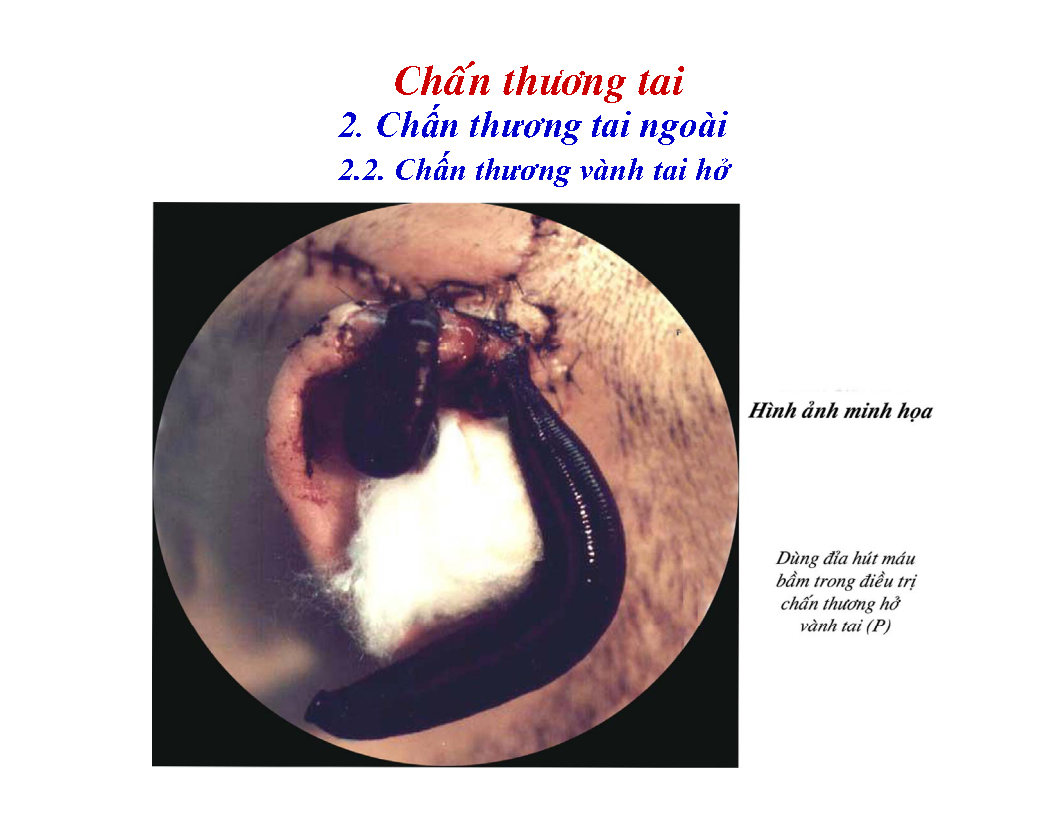 Chấn thương tai
2. Chấn thương tai ngoài
2.2. Chấn thương vành tai hở
Hình ảnh minh họa
Dùng đỉa hút máu
bầm trong điều trị
chấn thương hở
vành tai (P)